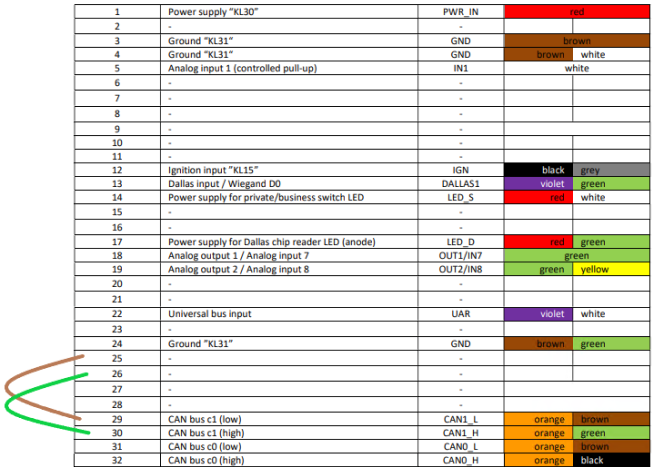 1 Power supply "KL30" PWR_IN red
2 - -
3 Ground "KL31" GND brown
4 Ground "KL31" GND brown white
5 Analog input 1 (controlled pull-up) IN1 white
6 - -
7 - -
8 - -
9 - -
10 - -
11 - -
12 Ignition input "KL15" IGN black grey
13 Dallas input / Wiegand D0 DALLAS1 violet green
14 Power supply for private/business switch LED LED_S red white
15 - -
16 - -
17 Power supply for Dallas chip reader LED (anode) LED_D red green
18 Analog output 1 / Analog input 7 OUT1/IN7 green
19 Analog output 2 / Analog input 8 OUT2/IN8 green yellow
20 - -
21 - -
22 Universal bus input UAR violet white
23 - -
24 Ground "KL31" GND brown green
25 - -
26 - -
27 - -
28 - -
29 CAN bus c1 (low) CAN1_L orange brown
30 CAN bus c1 (high) CAN1_H orange green
31 CAN bus c0 (low) CAN0_L orange brown
32 CAN bus c0 (high) CAN0_H orange black